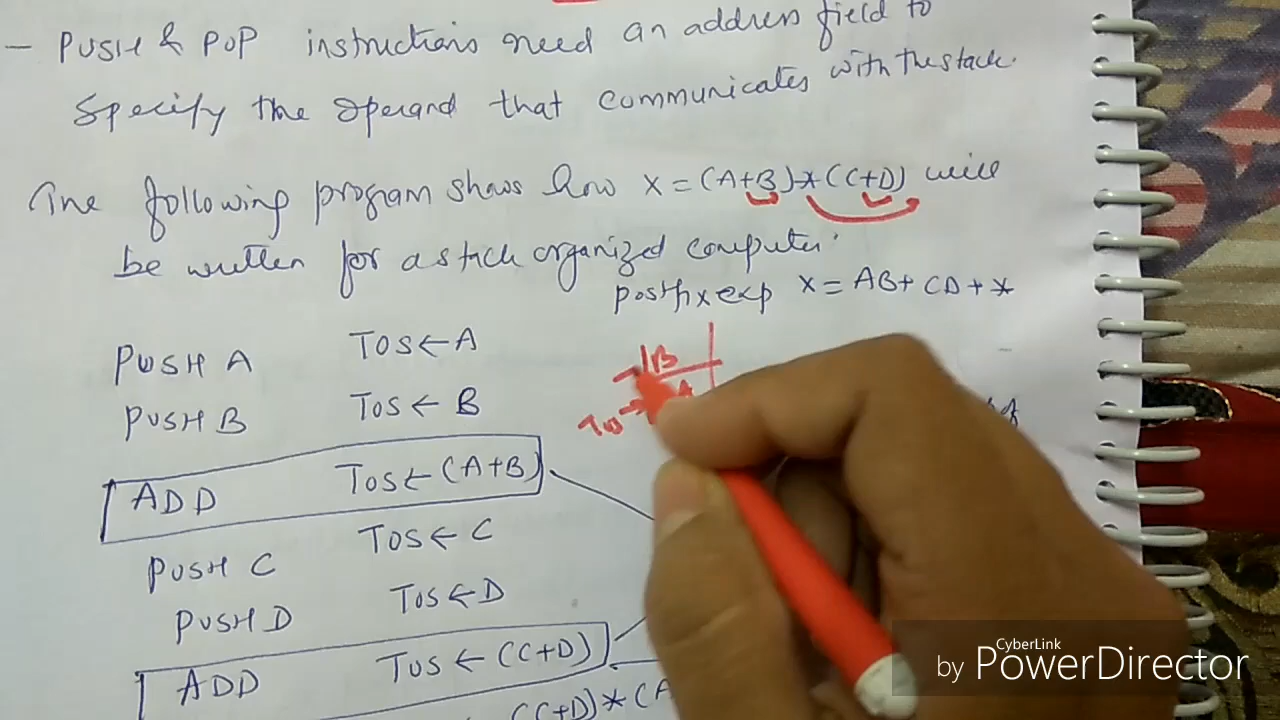 - PUSH & POP instructions need an address field to
specify the operand that communicates with the stack.
The following program shows how X = (A+B)*(C+D) will
be written for a stack organized computer.
postfix exp X = AB+ CD+*
PUSH A TOS ← A
PUSH B TOS ← B
ADD TOS ← (A+B)
PUSH C TOS ← C
PUSH D TOS ← D
ADD TOS ← (C+D)
(C+D)*(A
B
A
TOS
CyberLink
by PowerDirector